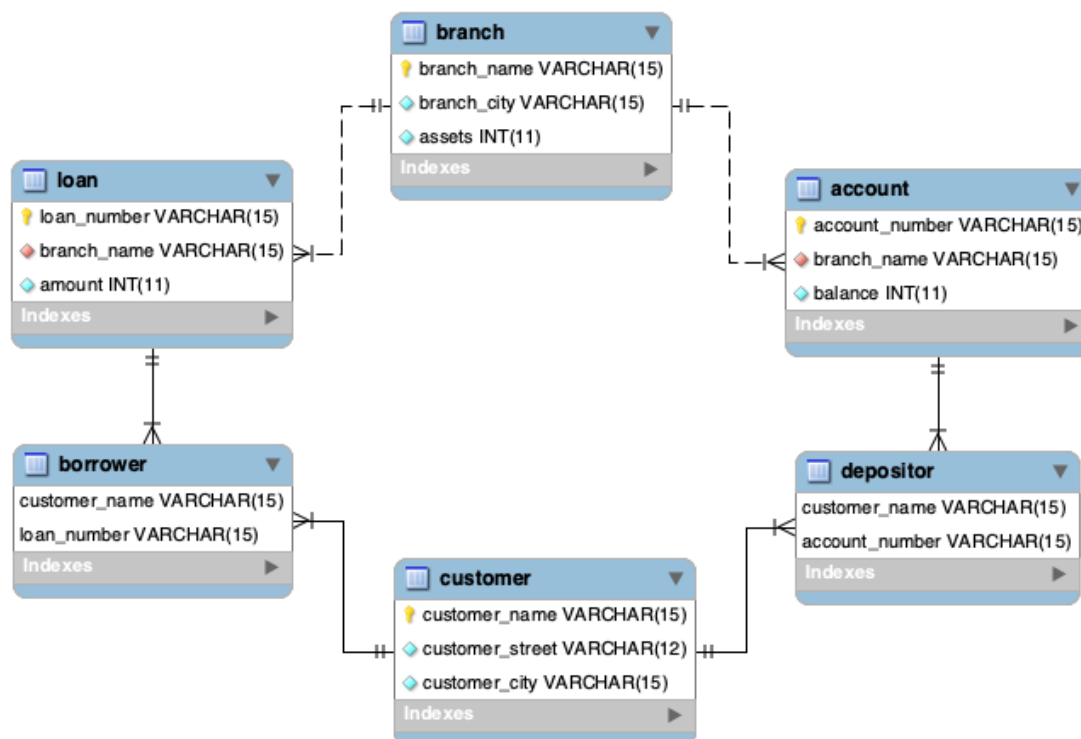 branch
branch_name VARCHAR(15)
branch_city VARCHAR(15)
assets INT(11)
Indexes
loan
loan_number VARCHAR(15)
branch_name VARCHAR(15)
amount INT(11)
Indexes
account
account_number VARCHAR(15)
branch_name VARCHAR(15)
balance INT(11)
Indexes
borrower
customer_name VARCHAR(15)
loan_number VARCHAR(15)
Indexes
depositor
customer_name VARCHAR(15)
account_number VARCHAR(15)
Indexes
customer
customer_name VARCHAR(15)
customer_street VARCHAR(12)
customer_city VARCHAR(15)
Indexes